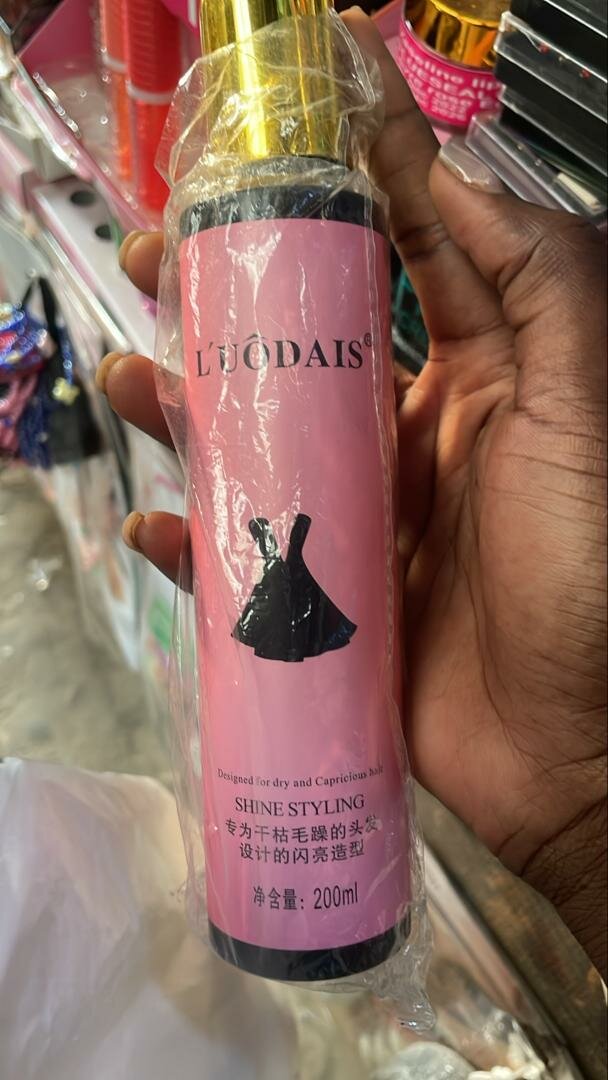 L'UÔDAIS®
Designed for dry and Capricious hair
SHINE STYLING
专为干枯毛躁的头发
设计的闪亮造型
净含量：200ml